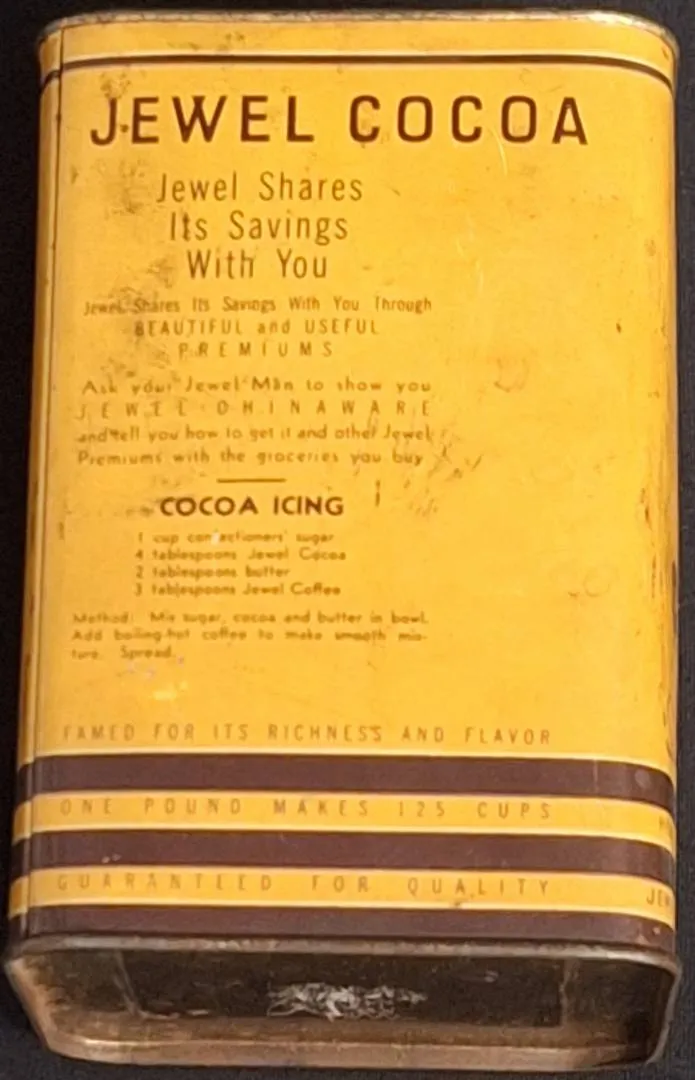 JEWEL COCOA
Jewel Shares
Its Savings
With You
Jewel Shares Its Savings With You Through
BEAUTIFUL and USEFUL
PREMIUMS
Ask your Jewel Man to show you
JEWEL CHINAWARE
and tell you how to get it and other Jewel
Premiums with the groceries you buy
COCOA ICING
1 cup confectioners' sugar
4 tablespoons Jewel Cocoa
2 tablespoons butter
3 tablespoons Jewel Coffee
Method: Mix sugar, cocoa and butter in bowl.
Add boiling-hot coffee to make smooth mix-
ture. Spread.
FAMED FOR ITS RICHNESS AND FLAVOR
ONE POUND MAKES 125 CUPS
GUARANTEED FOR QUALITY